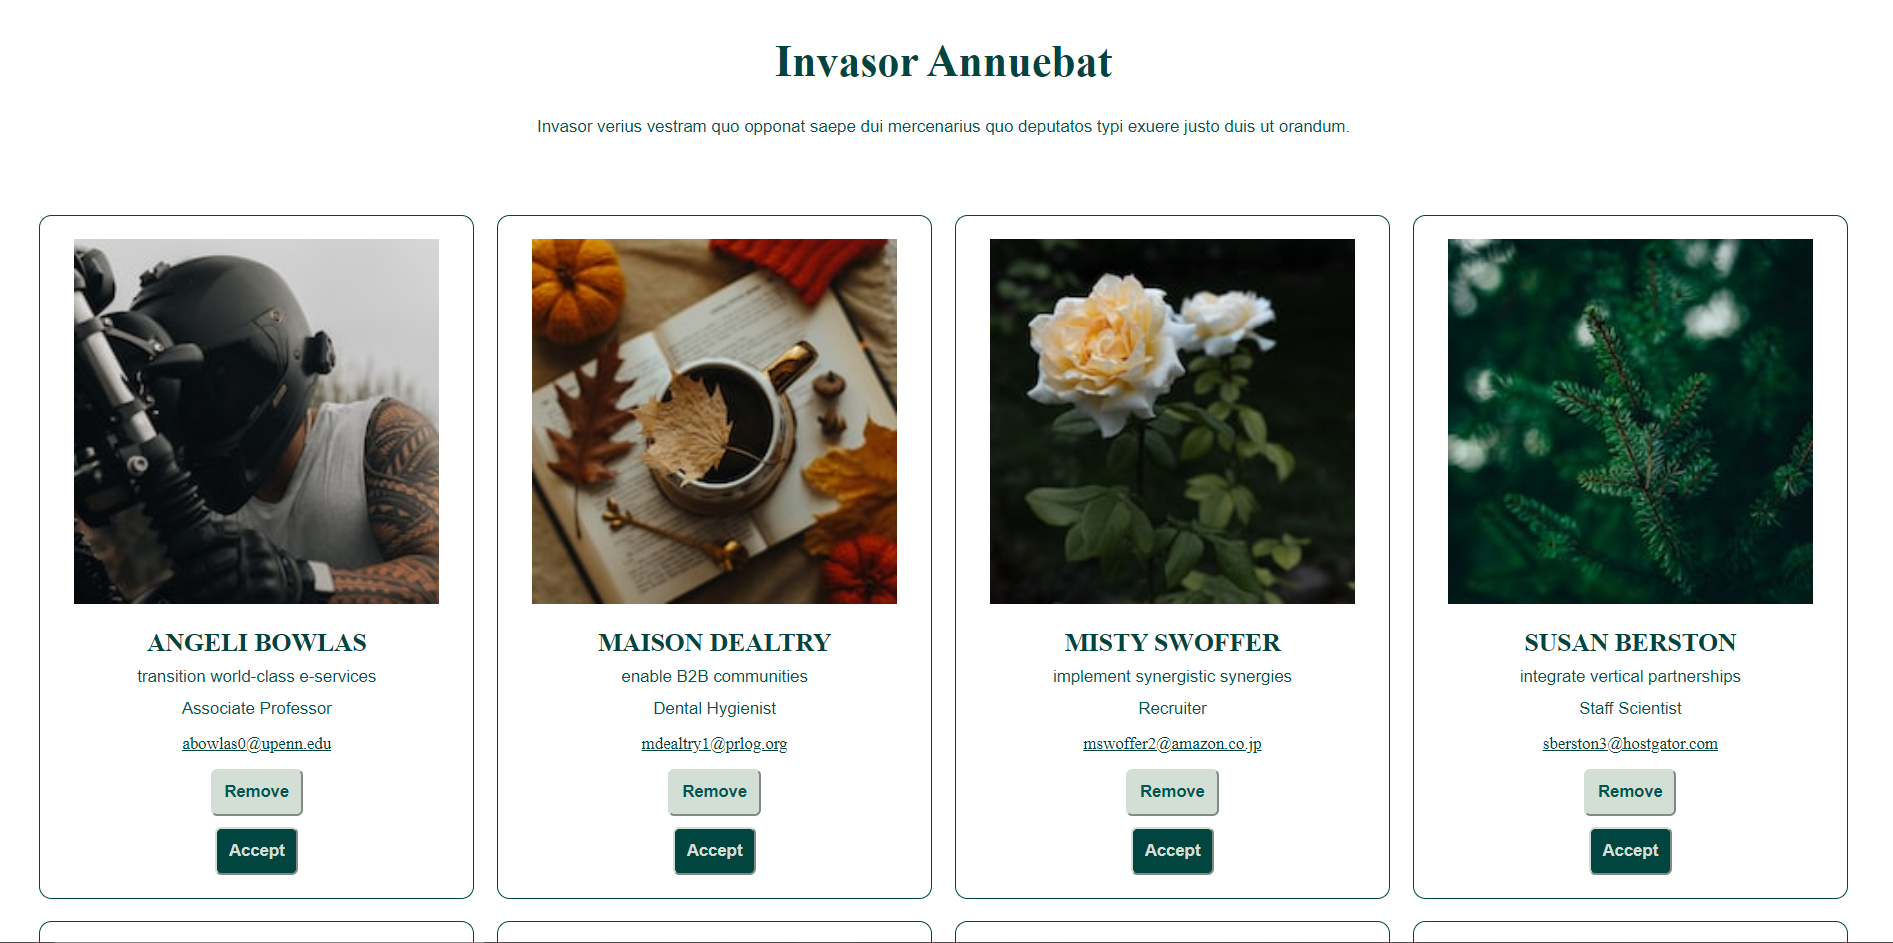 Invasor Annuebat
Invasor verius vestram quo opponat saepe dui mercenarius quo deputatos typi exuere justo duis ut orandum.
ANGELI BOWLAS
transition world-class e-services
Associate Professor
abowlas0@upenn.edu
Remove
Accept
MAISON DEALTRY
enable B2B communities
Dental Hygienist
mdealtry1@prlog.org
Remove
Accept
MISTY SWOFFER
implement synergistic synergies
Recruiter
mswoffer2@amazon.co.jp
Remove
Accept
SUSAN BERSTON
integrate vertical partnerships
Staff Scientist
sberston3@hostgator.com
Remove
Accept